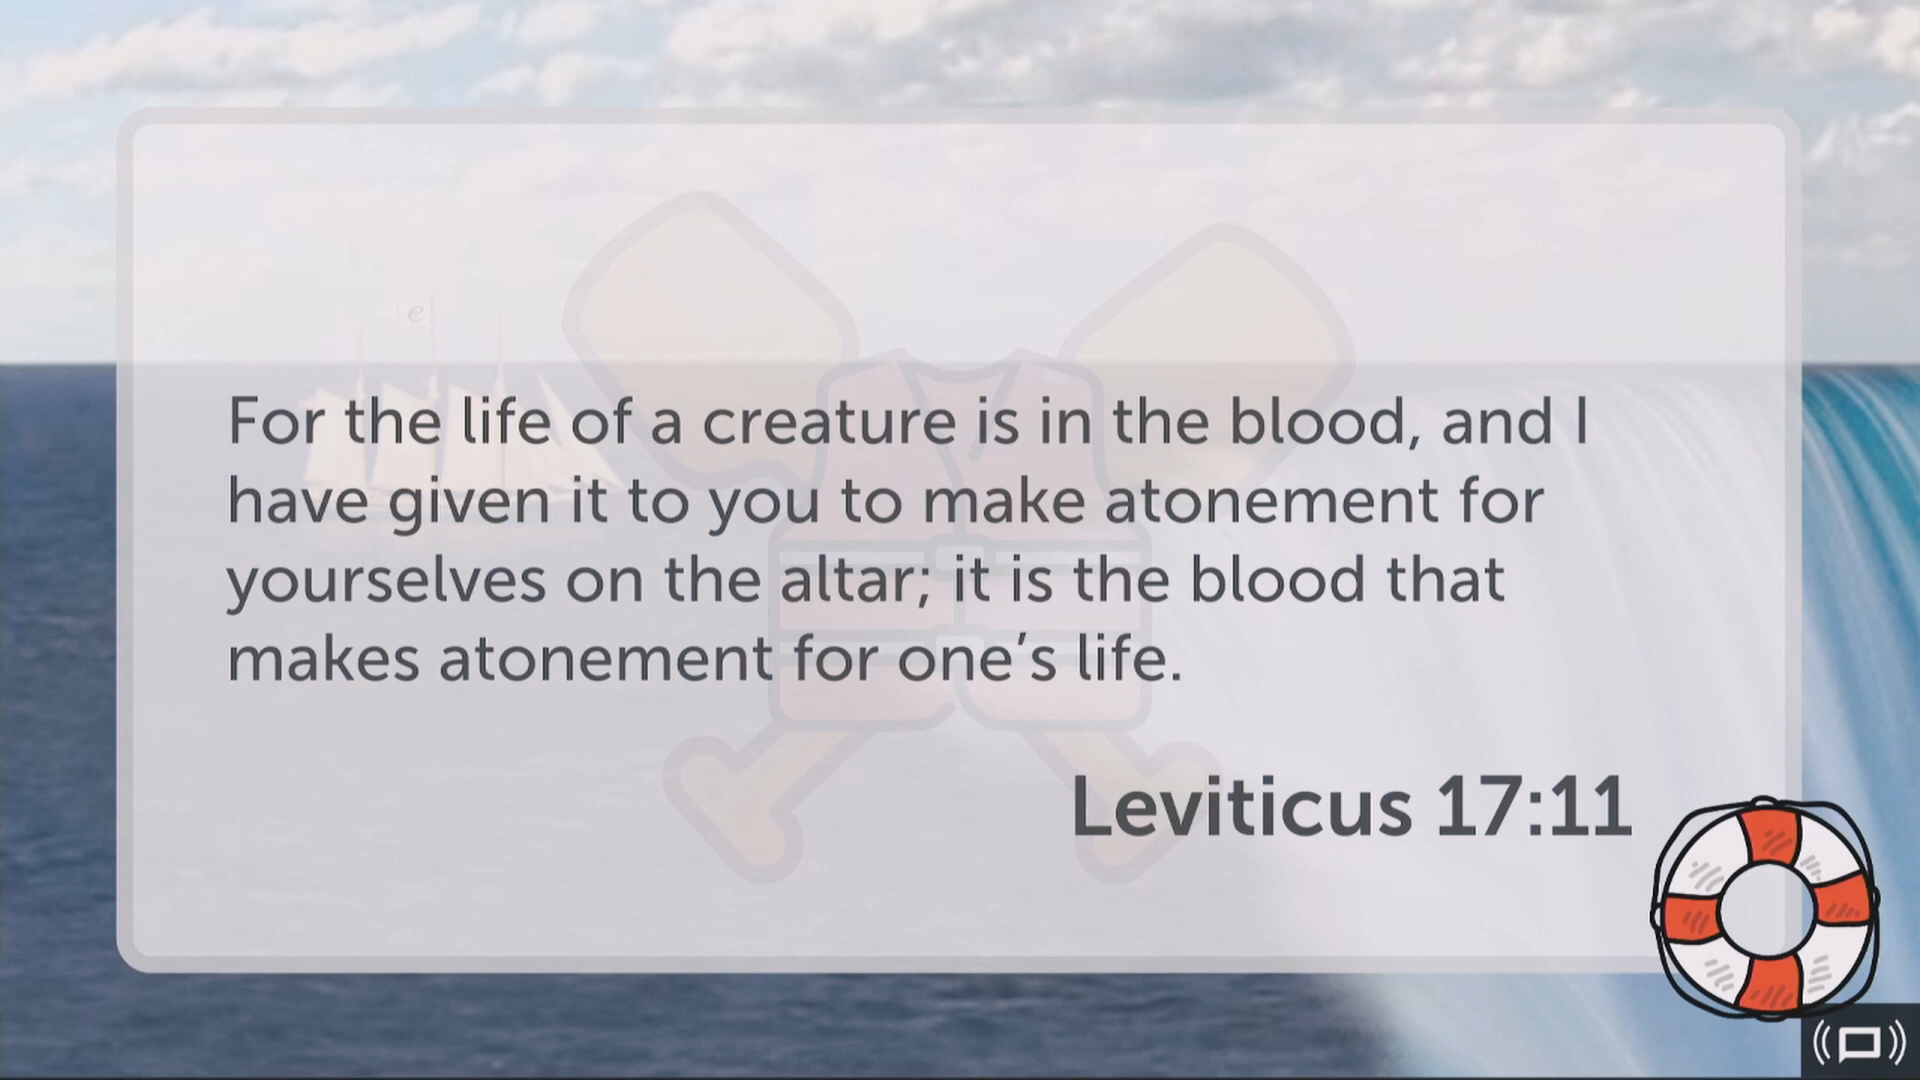 e
For the life of a creature is in the blood, and I
have given it to you to make atonement for
yourselves on the altar; it is the blood that
makes atonement for one’s life.
Leviticus 17:11